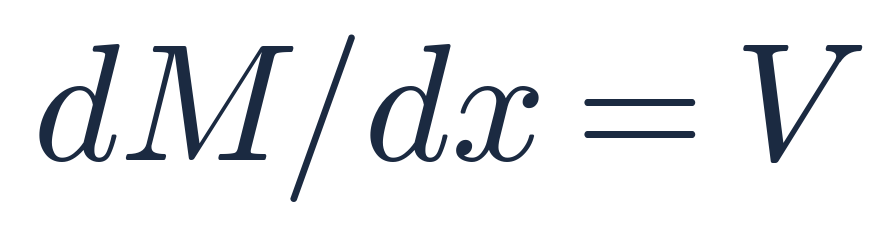 dM/dx = V